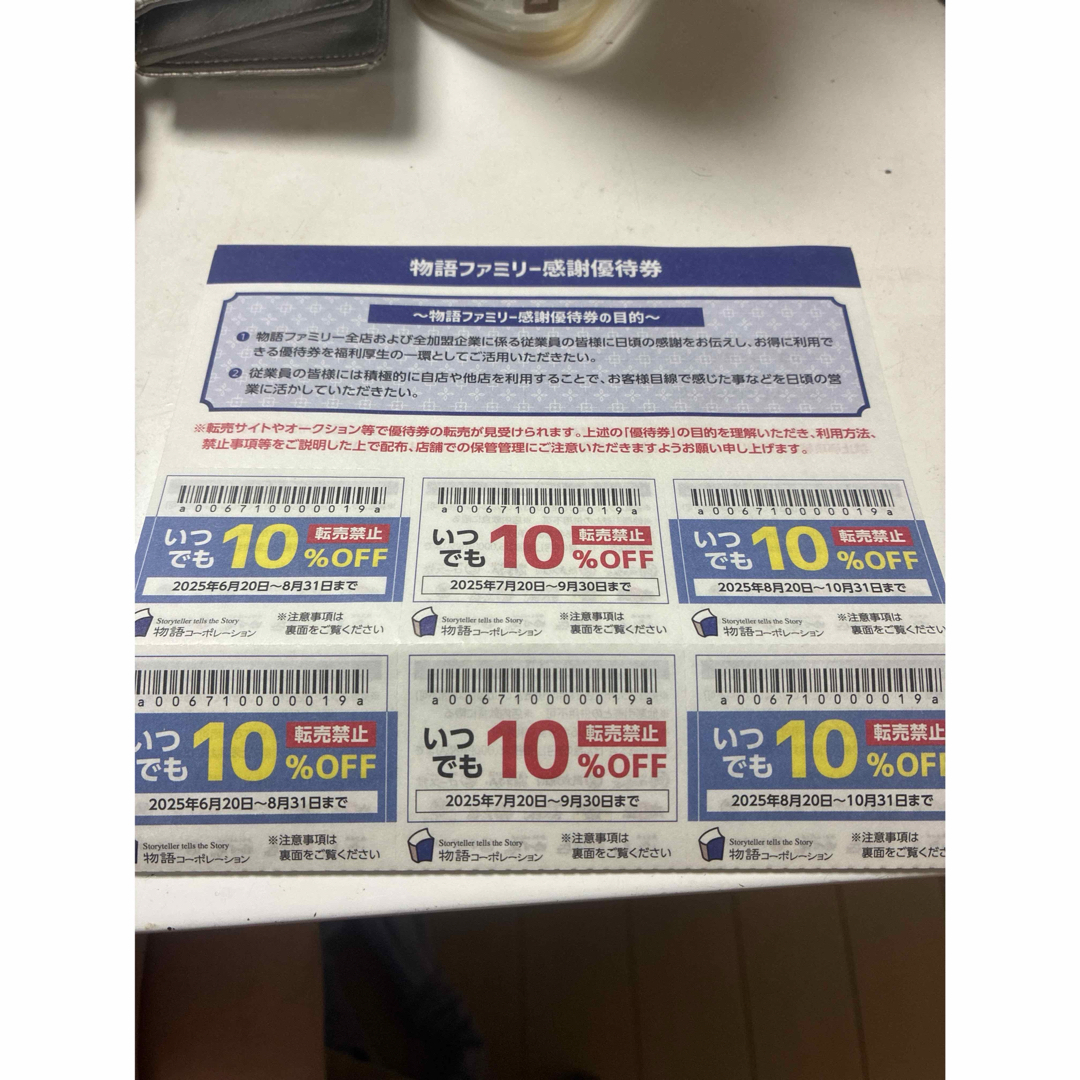 物語ファミリー感謝優待券
～物語ファミリー感謝優待券の目的～
❶ 物語ファミリー全店および全加盟企業に係る従業員の皆様に日頃の感謝をお伝えし、お得に利用で
きる優待券を福利厚生の一環としてご活用いただきたい。
❷ 従業員の皆様には積極的に自店や他店を利用することで、お客様目線で感じた事などを日頃の営
業に活かしていただきたい。
※転売サイトやオークション等で優待券の転売が見受けられます。上述の「優待券」の目的を理解いただき、利用方法、
禁止事項等をご説明した上で配布、店舗での保管管理にご注意いただきますようお願い申し上げます。
a0067100000019a
いつでも10%OFF 転売禁止
2025年6月20日～8月31日まで
Storyteller tells the Story
物語コーポレーション
※注意事項は
裏面をご覧ください
a0067100000019a
いつでも10%OFF 転売禁止
2025年7月20日～9月30日まで
Storyteller tells the Story
物語コーポレーション
※注意事項は
裏面をご覧ください
a0067100000019a
いつでも10%OFF 転売禁止
2025年8月20日～10月31日まで
Storyteller tells the Story
物語コーポレーション
※注意事項は
裏面をご覧ください
a0067100000019a
いつでも10%OFF 転売禁止
2025年6月20日～8月31日まで
Storyteller tells the Story
物語コーポレーション
※注意事項は
裏面をご覧ください
a0067100000019a
いつでも10%OFF 転売禁止
2025年7月20日～9月30日まで
Storyteller tells the Story
物語コーポレーション
※注意事項は
裏面をご覧ください
a0067100000019a
いつでも10%OFF 転売禁止
2025年8月20日～10月31日まで
Storyteller tells the Story
物語コーポレーション
※注意事項は
裏面をご覧くださ